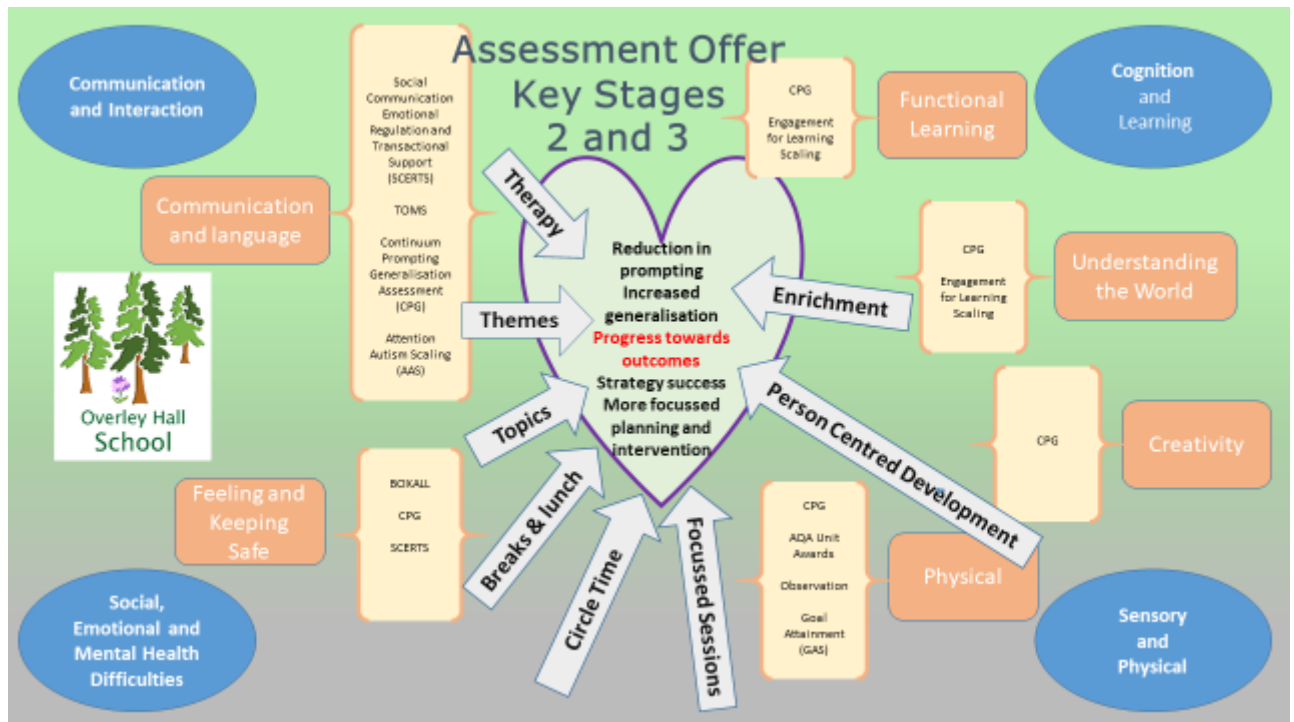 Assessment Offer
Key Stages
2 and 3
Communication
and Interaction
Cognition
and
Learning
Communication
and language
Social
Communication
Emotional
Regulation and
Transactional
Support
(SCERTS)
TOMS
Continuum
Prompting
Generalisation
Assessment
(CPG)
Attention
Autism Scaling
(AAS)
CPG
Engagement
for Learning
Scaling
Functional
Learning
CPG
Engagement
for Learning
Scaling
Understanding
the World
CPG
Creativity
CPG
AQA Unit
Awards
Observation
Goal
Attainment
(GAS)
Physical
Overley Hall
School
Feeling and
Keeping
Safe
BOXALL
CPG
SCERTS
Social,
Emotional and
Mental Health
Difficulties
Sensory
and
Physical
Therapy
Themes
Topics
Breaks & lunch
Circle Time
Focussed Sessions
Person Centred Development
Enrichment
Reduction in
prompting
Increased
generalisation
Progress towards
outcomes
Strategy success
More focussed
planning and
intervention